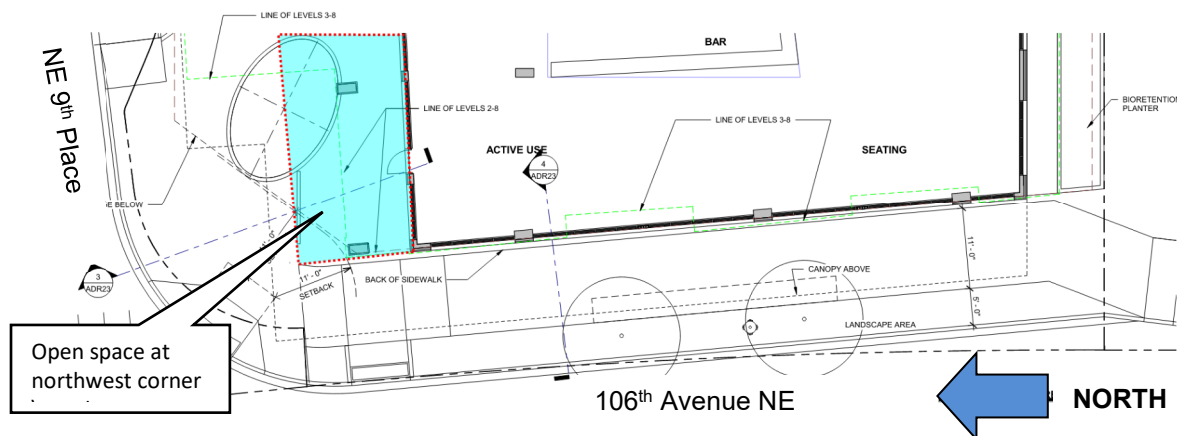 LINE OF LEVELS 3-8
NE 9th Place
BAR
LINE OF LEVELS 2-8
BIORETENTION
PLANTER
LINE OF LEVELS 3-8
ACTIVE USE
SEATING
4
ADR23
BELOW
3
ADR23
11' - 0"
SETBACK
BACK OF SIDEWALK
11' - 0"
CANOPY ABOVE
5' - 0"
LANDSCAPE AREA
Open space at
northwest corner
106th Avenue NE
NORTH